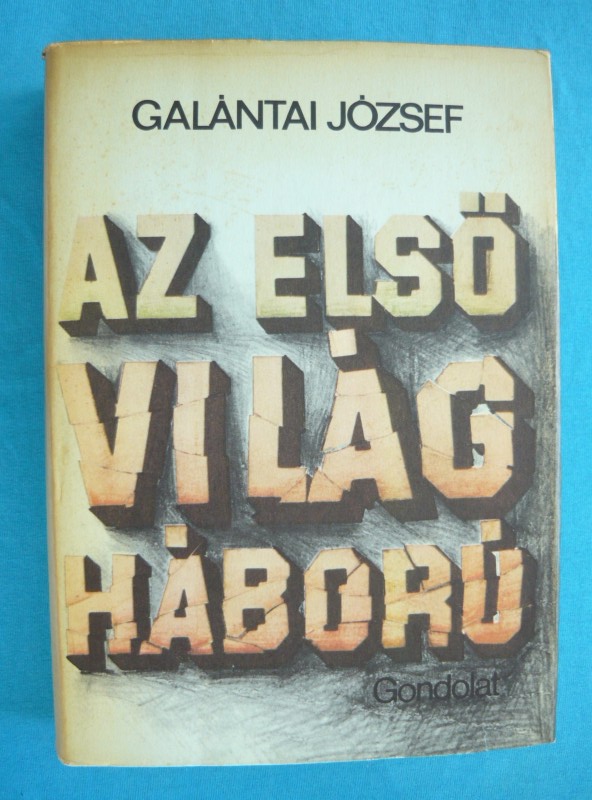 GALÁNTAI JÓZSEF
AZ ELSŐ
VILÁG
HÁBORÚ
Gondolat